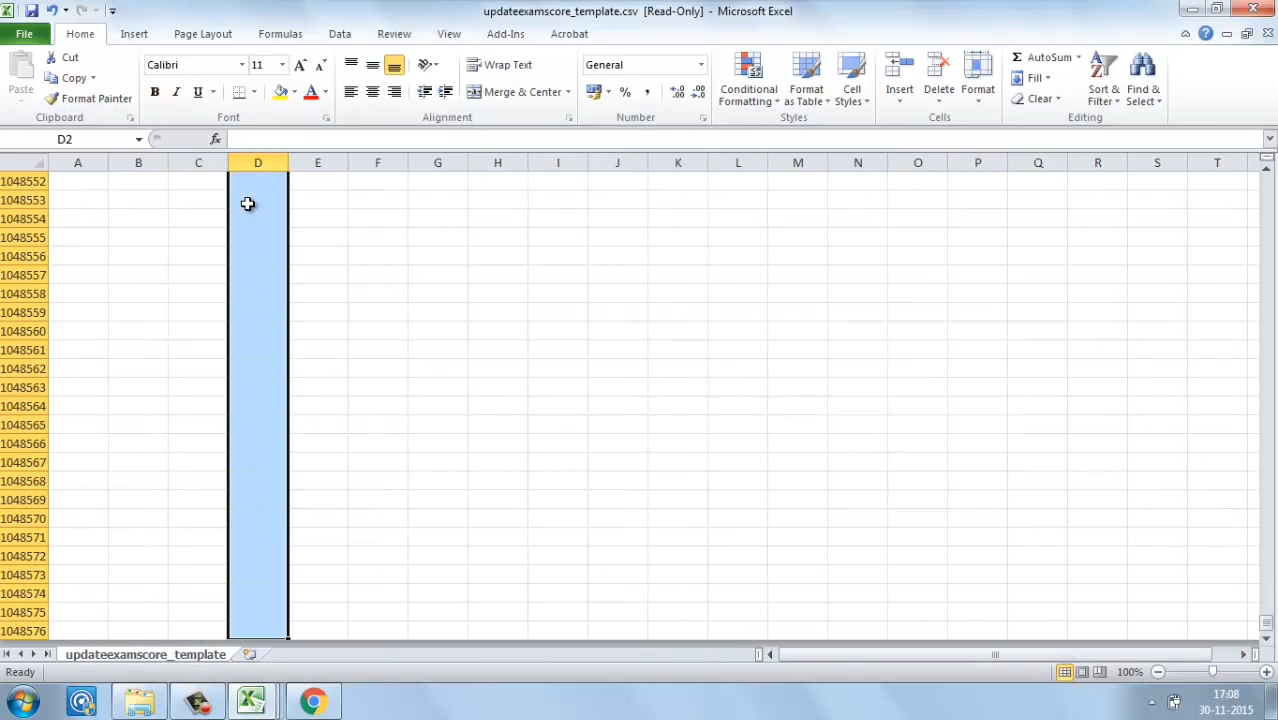 updateexamscore_template.csv [Read-Only] - Microsoft Excel
File Home Insert Page Layout Formulas Data Review View Add-Ins Acrobat
Paste
Cut
Copy
Format Painter
Clipboard
Calibri 11
B I U A
Font
Wrap Text
Merge & Center
Alignment
General
%
Number
Conditional Formatting
Format as Table
Cell Styles
Styles
Insert Delete Format
Cells
AutoSum
Fill
Clear
Sort & Filter
Find & Select
Editing
D2 fx
A B C D E F G H I J K L M N O P Q R S T
1048552
1048553
1048554
1048555
1048556
1048557
1048558
1048559
1048560
1048561
1048562
1048563
1048564
1048565
1048566
1048567
1048568
1048569
1048570
1048571
1048572
1048573
1048574
1048575
1048576
updateexamscore_template
Ready 100%
17:08
30-11-2015